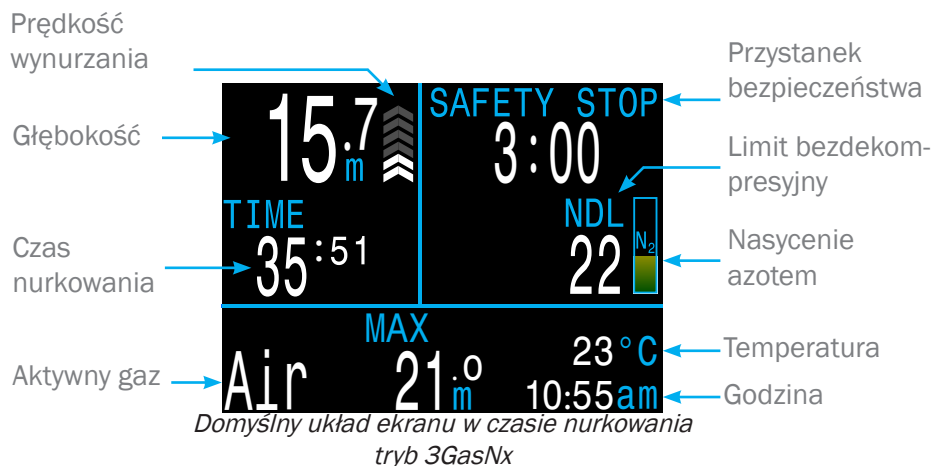 Prędkość
wynurzania
Głębokość
Czas
nurkowania
Aktywny gaz
15.7
m
TIME
35:51
SAFETY STOP
3:00
NDL
22
N2
MAX
Air
21.0
m
23°C
10:55am
Przystanek
bezpieczeństwa
Limit bezdekom-
presyjny
Nasycenie
azotem
Temperatura
Godzina
Domyślny układ ekranu w czasie nurkowania
tryb 3GasNx